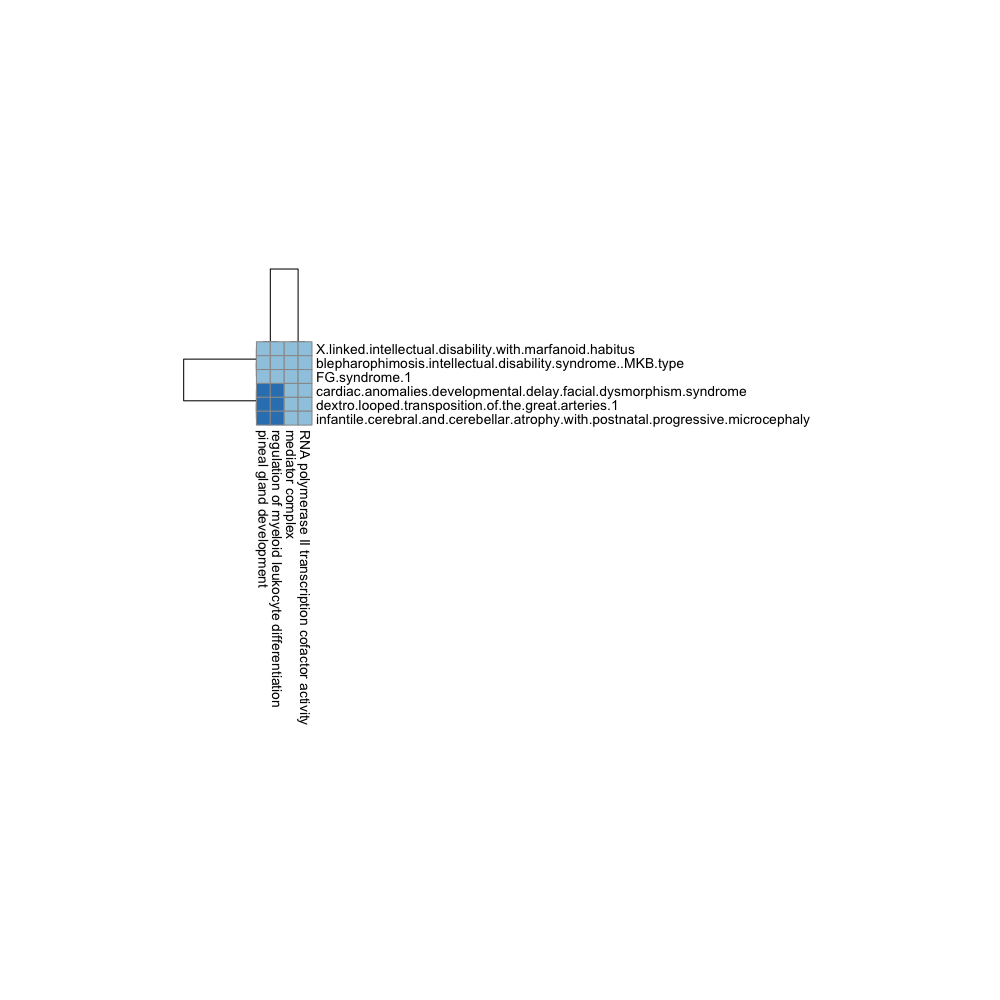 X.linked.intellectual.disability.with.marfanoid.habitus
blepharophimosis.intellectual.disability.syndrome..MKB.type
FG.syndrome.1
cardiac.anomalies.developmental.delay.facial.dysmorphism.syndrome
dextro.looped.transposition.of.the.great.arteries.1
infantile.cerebral.and.cerebellar.atrophy.with.postnatal.progressive.microcephaly
pineal gland development
regulation of myeloid leukocyte differentiation
mediator complex
RNA polymerase II transcription cofactor activity